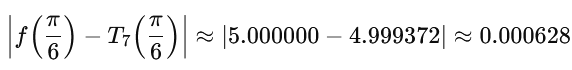 |f(π/6) − T₇(π/6)| ≈ |5.000000 − 4.999372| ≈ 0.000628